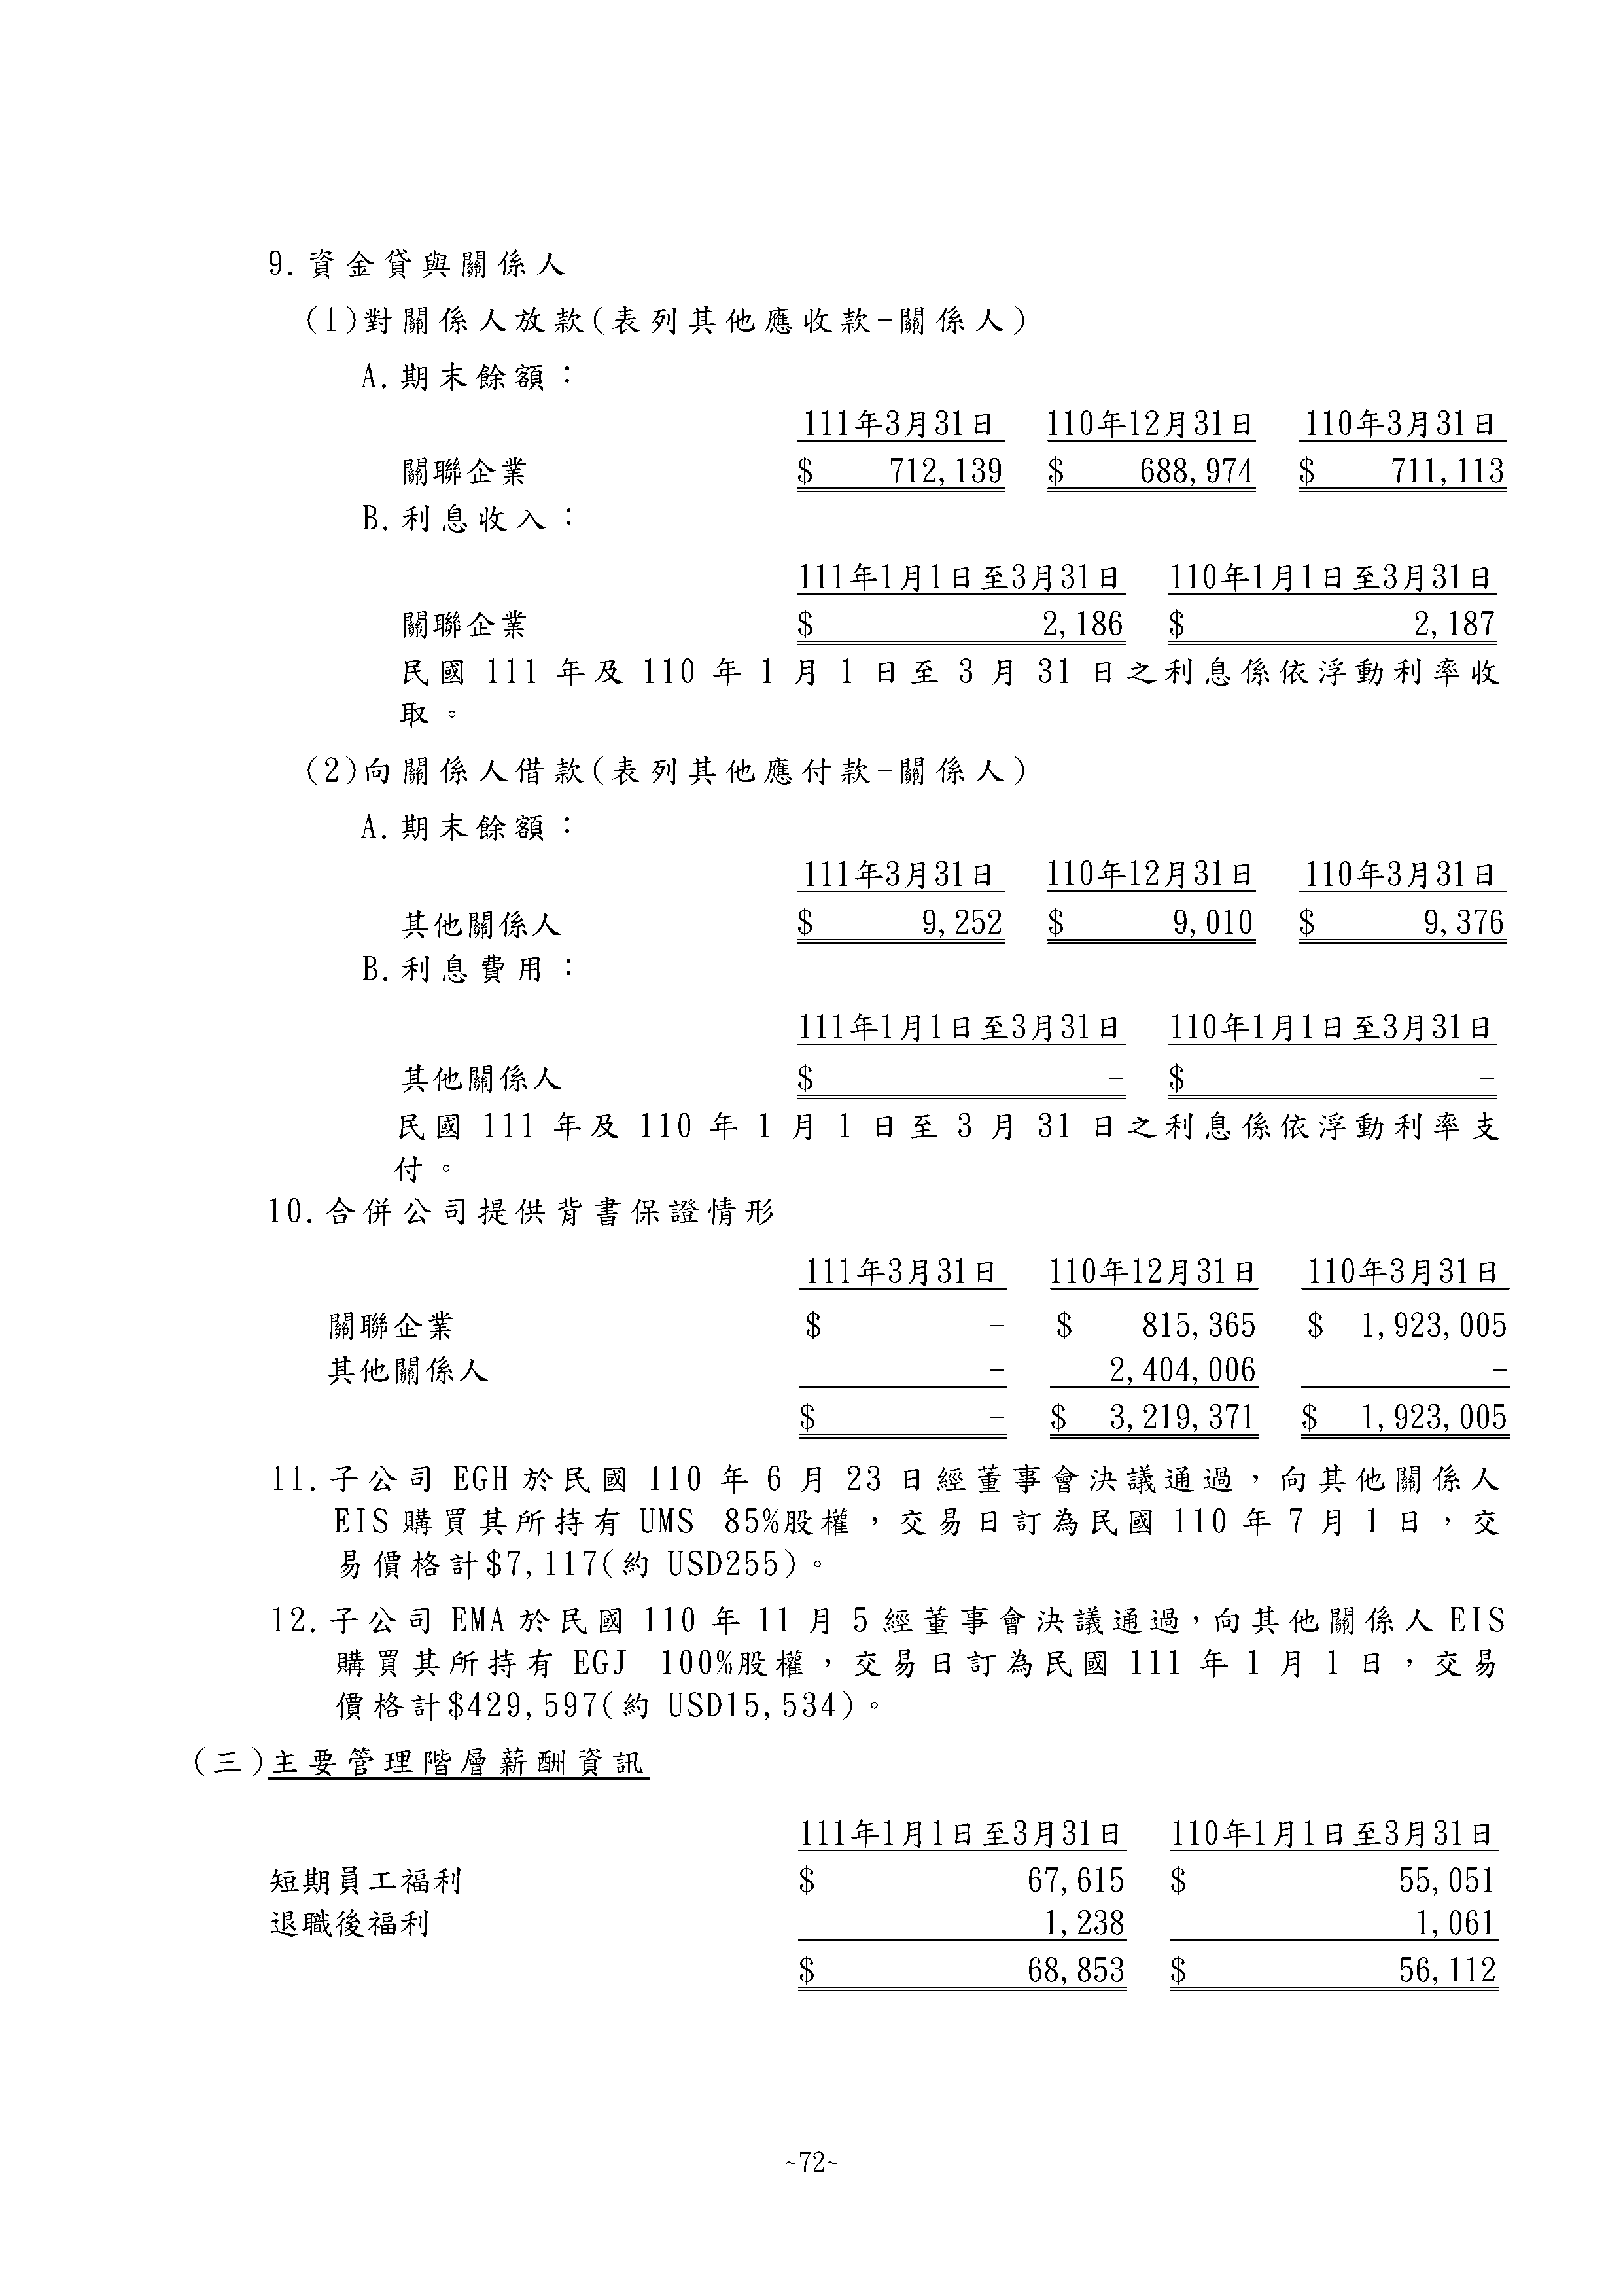 9.資金貸與關係人
(1)對關係人放款(表列其他應收款-關係人)
A.期末餘額：
111年3月31日 110年12月31日 110年3月31日
關聯企業 $ 712,139 $ 688,974 $ 711,113
B.利息收入：
111年1月1日至3月31日 110年1月1日至3月31日
關聯企業 $ 2,186 $ 2,187
民國 111 年及 110 年 1 月 1 日至 3 月 31 日之利息係依浮動利率收
取。
(2)向關係人借款(表列其他應付款-關係人)
A.期末餘額：
111年3月31日 110年12月31日 110年3月31日
其他關係人 $ 9,252 $ 9,010 $ 9,376
B.利息費用：
111年1月1日至3月31日 110年1月1日至3月31日
其他關係人 $ - $ -
民國 111 年及 110 年 1 月 1 日至 3 月 31 日之利息係依浮動利率支
付。
10.合併公司提供背書保證情形
111年3月31日 110年12月31日 110年3月31日
關聯企業 $ - $ 815,365 $ 1,923,005
其他關係人 - 2,404,006 -
$ - $ 3,219,371 $ 1,923,005
11.子公司 EGH 於民國 110 年 6 月 23 日經董事會決議通過，向其他關係人
EIS 購買其所持有 UMS 85%股權，交易日訂為民國 110 年 7 月 1 日，交
易價格計$7,117(約 USD255)。
12.子公司 EMA 於民國 110 年 11 月 5 經董事會決議通過，向其他關係人 EIS
購買其所持有 EGJ 100%股權，交易日訂為民國 111 年 1 月 1 日，交易
價格計$429,597(約 USD15,534)。
(三)主要管理階層薪酬資訊
111年1月1日至3月31日 110年1月1日至3月31日
短期員工福利 $ 67,615 $ 55,051
退職後福利 1,238 1,061
$ 68,853 $ 56,112
~72~